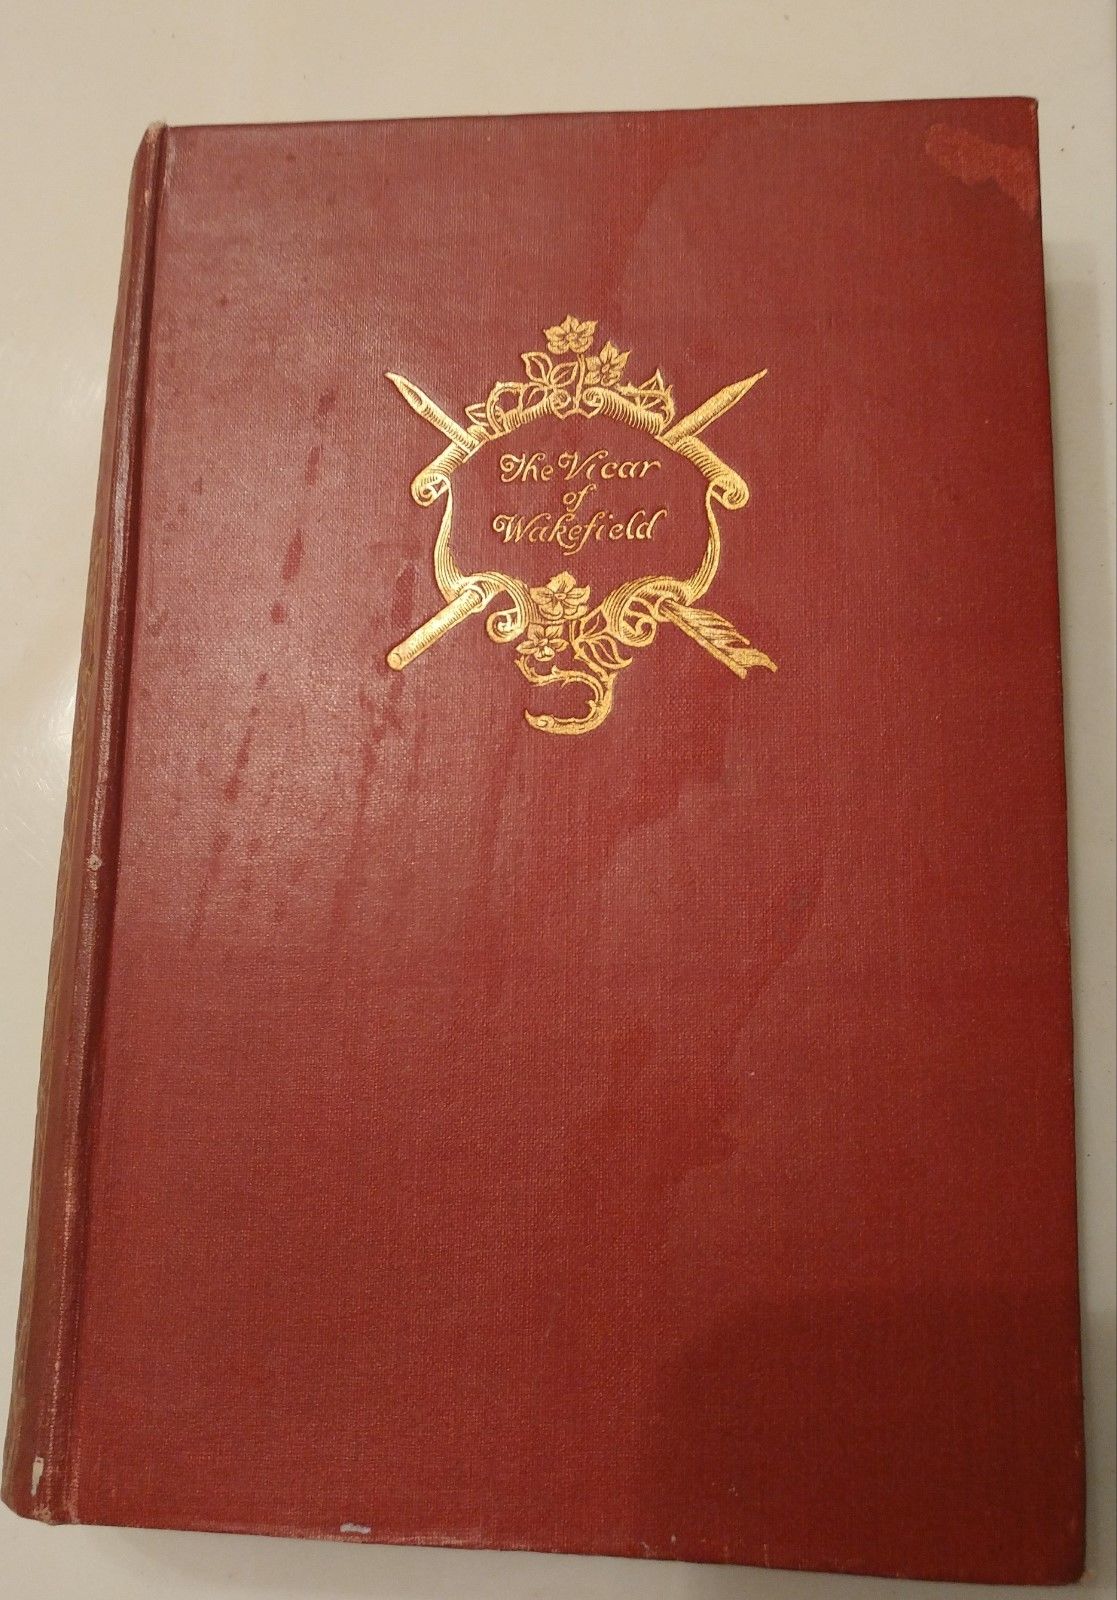 The Vicar
of
Wakefield